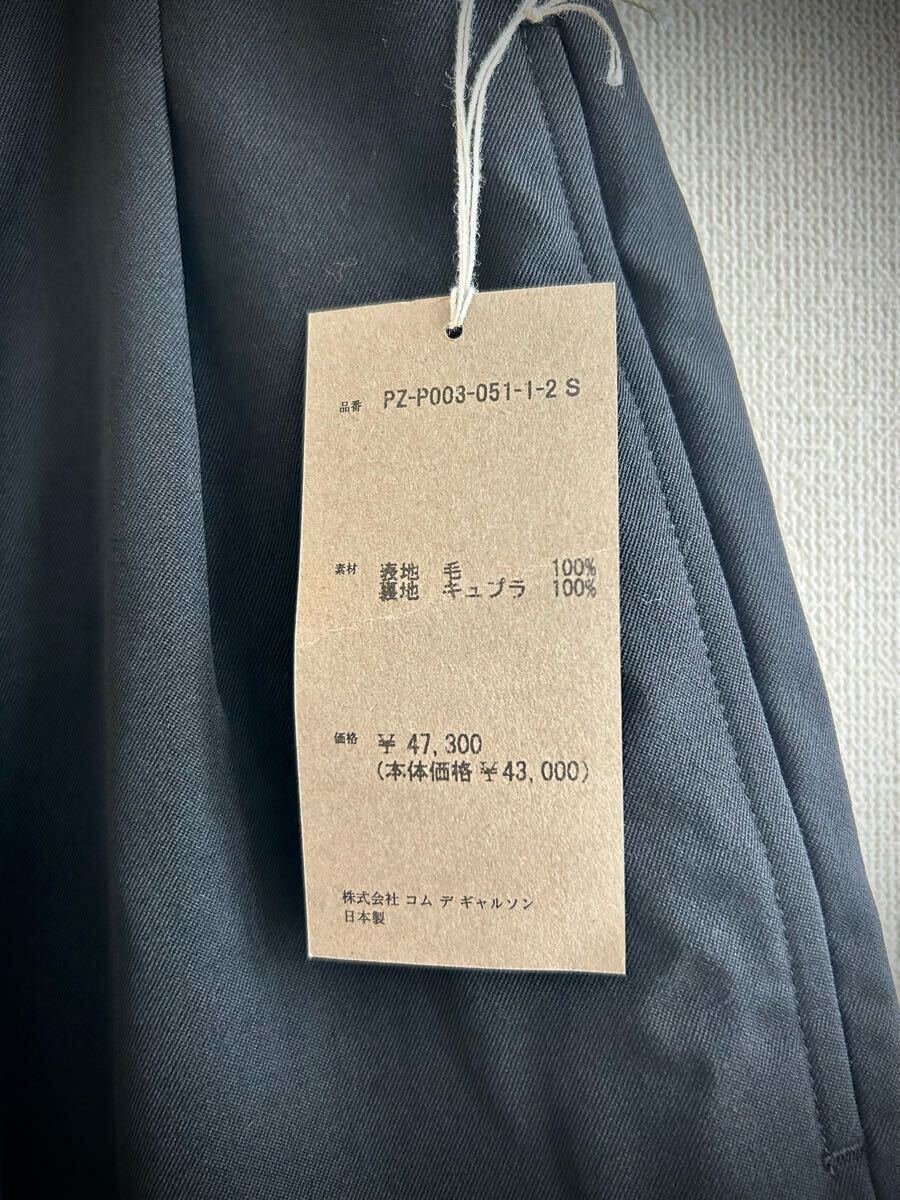 品番 PZ-P003-051-1-2 S
素材 表地 毛 100%
裏地 キュプラ 100%
価格 ¥ 47,300
(本体価格 ¥43,000)
株式会社 コム デ ギャルソン
日本製